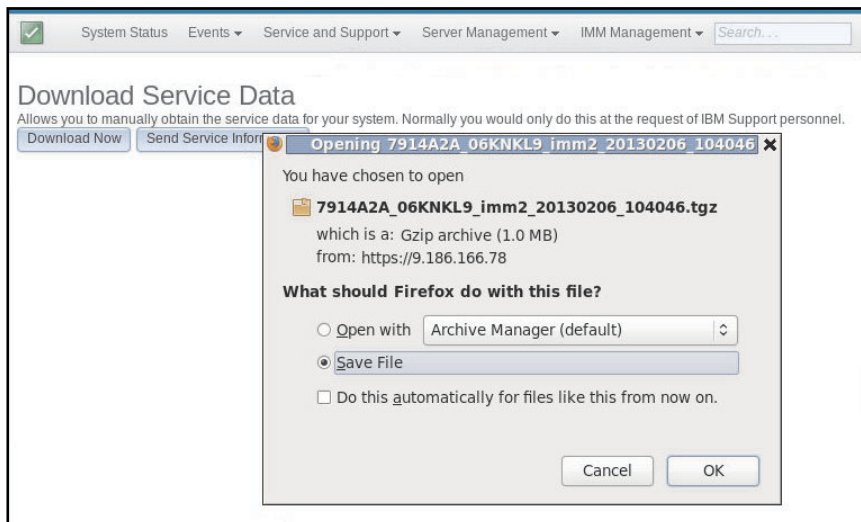 System Status Events Service and Support Server Management IMM Management Search...
Download Service Data
Allows you to manually obtain the service data for your system. Normally you would only do this at the request of IBM Support personnel.
Download Now Send Service Infor
Opening 7914A2A_06KNKL9_imm2_20130206_104046
You have chosen to open
7914A2A_06KNKL9_imm2_20130206_104046.tgz
which is a: Gzip archive (1.0 MB)
from: https://9.186.166.78
What should Firefox do with this file?
Open with Archive Manager (default)
Save File
Do this automatically for files like this from now on.
Cancel OK